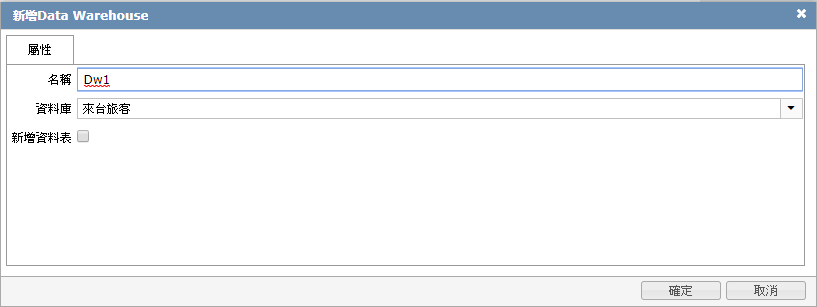 新增Data Warehouse
屬性
名稱 Dw1
資料庫 來台旅客
新增資料表
確定 取消